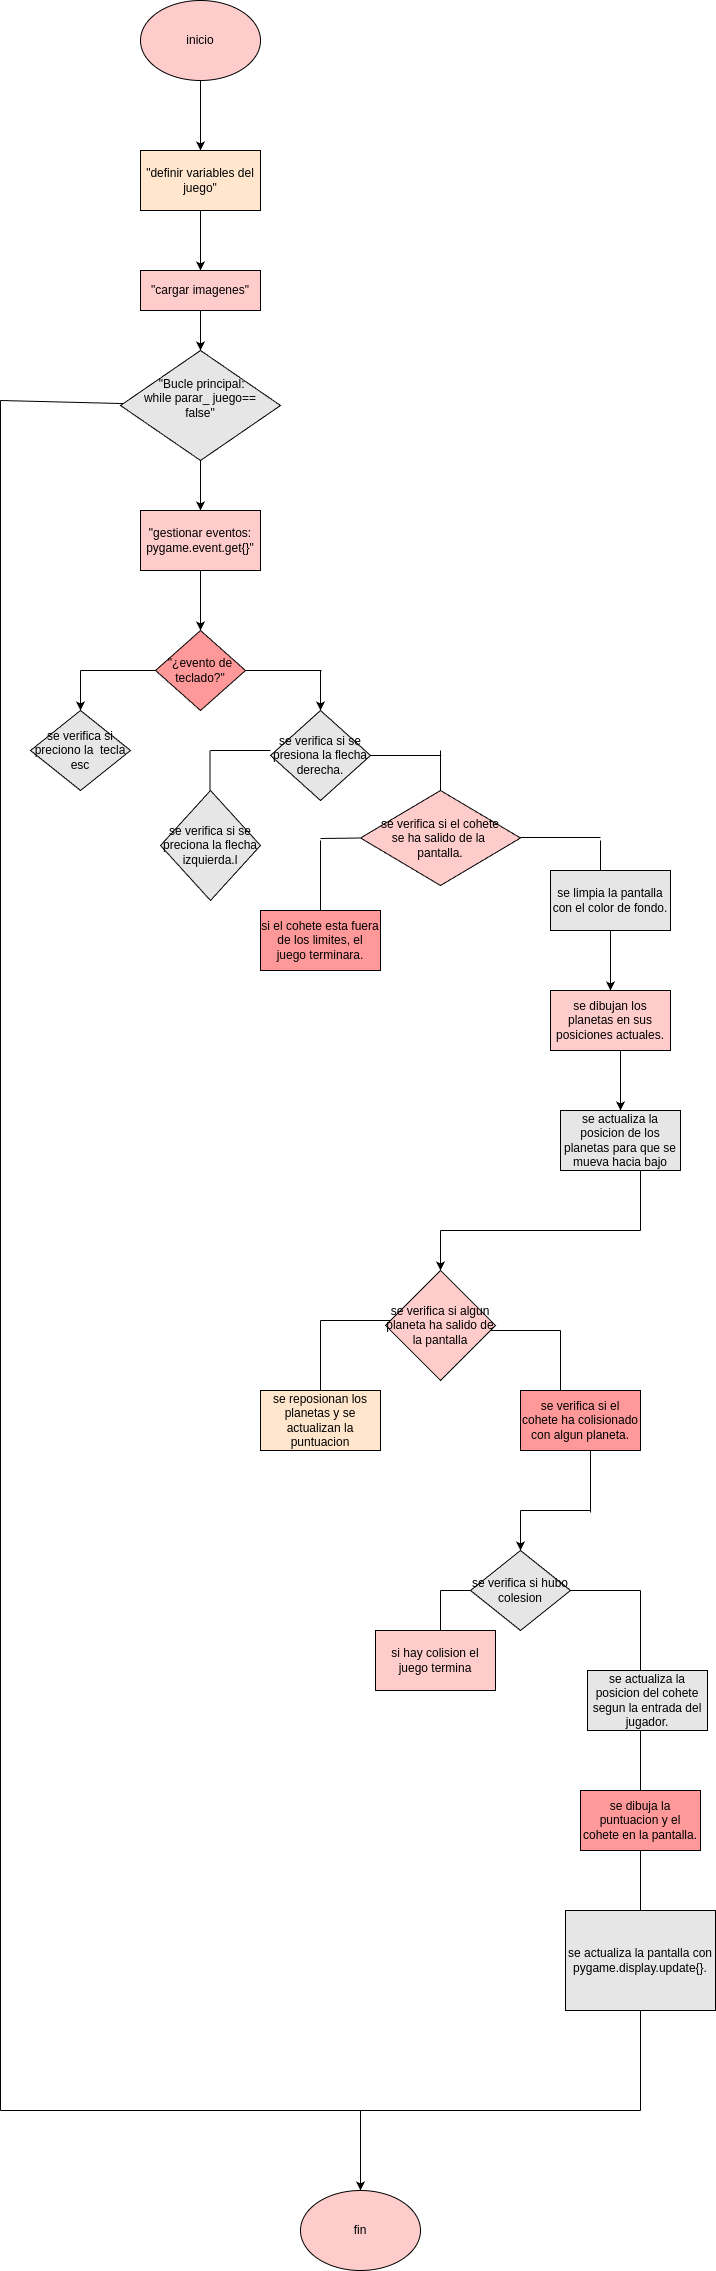 inicio
"definir variables del
juego"
"cargar imagenes"
"Bucle principal:
while parar_ juego==
false"
"gestionar eventos:
pygame.event.get{}"
"¿evento de
teclado?"
se verifica si
preciono la  tecla
esc
se verifica si se
presiona la flecha
derecha.
se verifica si se
preciona la flecha
izquierda.l
se verifica si el cohete
se ha salido de la
pantalla.
si el cohete esta fuera
de los limites, el
juego terminara.
se limpia la pantalla
con el color de fondo.
se dibujan los
planetas en sus
posiciones actuales.
se actualiza la
posicion de los
planetas para que se
mueva hacia bajo
se verifica si algun
planeta ha salido de
la pantalla
se reposionan los
planetas y se
actualizan la
puntuacion
se verifica si el
cohete ha colisionado
con algun planeta.
se verifica si hubo
colesion
si hay colision el
juego termina
se actualiza la
posicion del cohete
segun la entrada del
jugador.
se dibuja la
puntuacion y el
cohete en la pantalla.
se actualiza la pantalla con
pygame.display.update{}.
fin